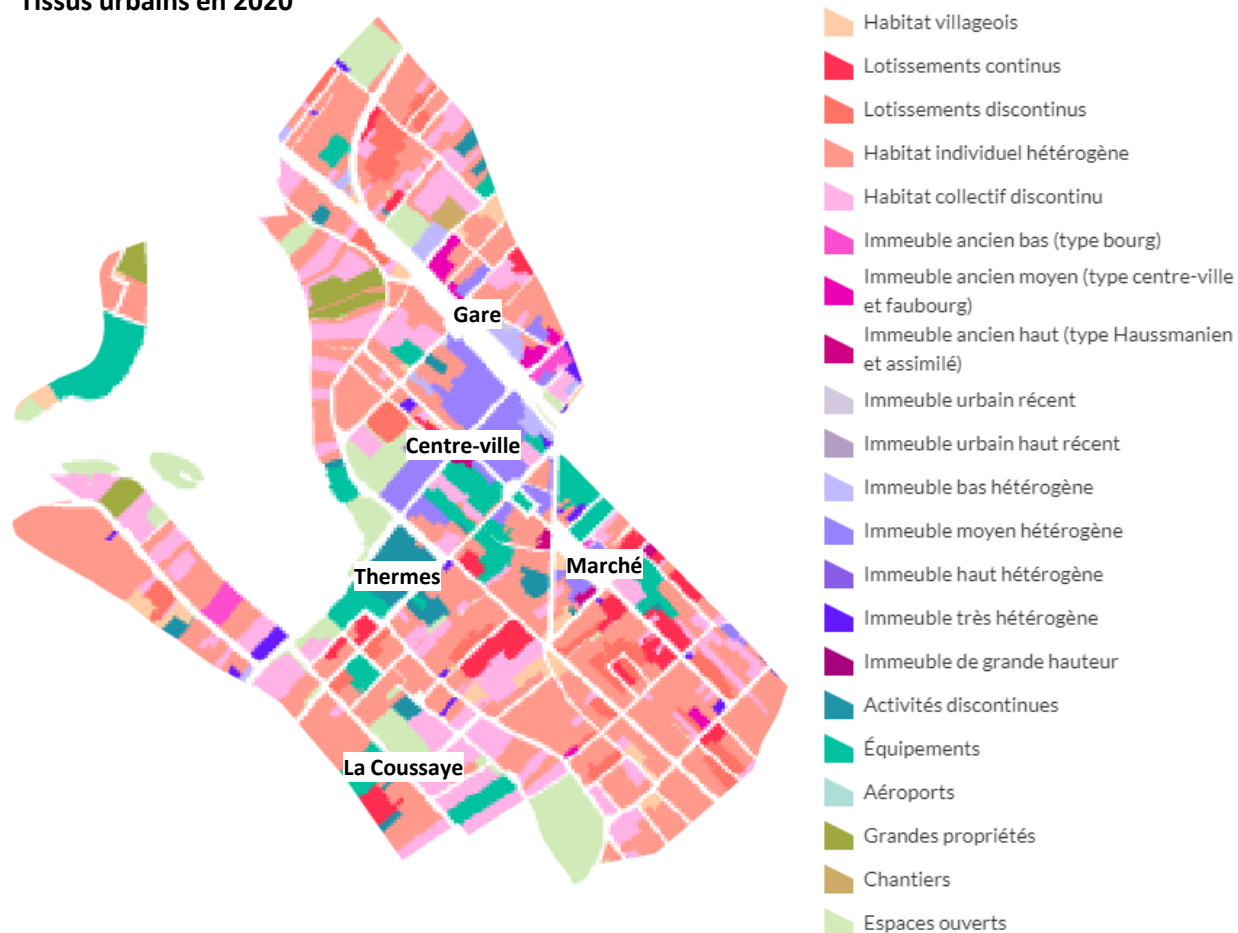 Tissus urbains en 2020
Habitat villageois
Lotissements continus
Lotissements discontinus
Habitat individuel hétérogène
Habitat collectif discontinu
Immeuble ancien bas (type bourg)
Immeuble ancien moyen (type centre-ville
et faubourg)
Immeuble ancien haut (type Haussmanien
et assimilé)
Immeuble urbain récent
Immeuble urbain haut récent
Immeuble bas hétérogène
Immeuble moyen hétérogène
Immeuble haut hétérogène
Immeuble très hétérogène
Immeuble de grande hauteur
Activités discontinues
Équipements
Aéroports
Grandes propriétés
Chantiers
Espaces ouverts
Gare
Centre-ville
Thermes
Marché
La Coussaye